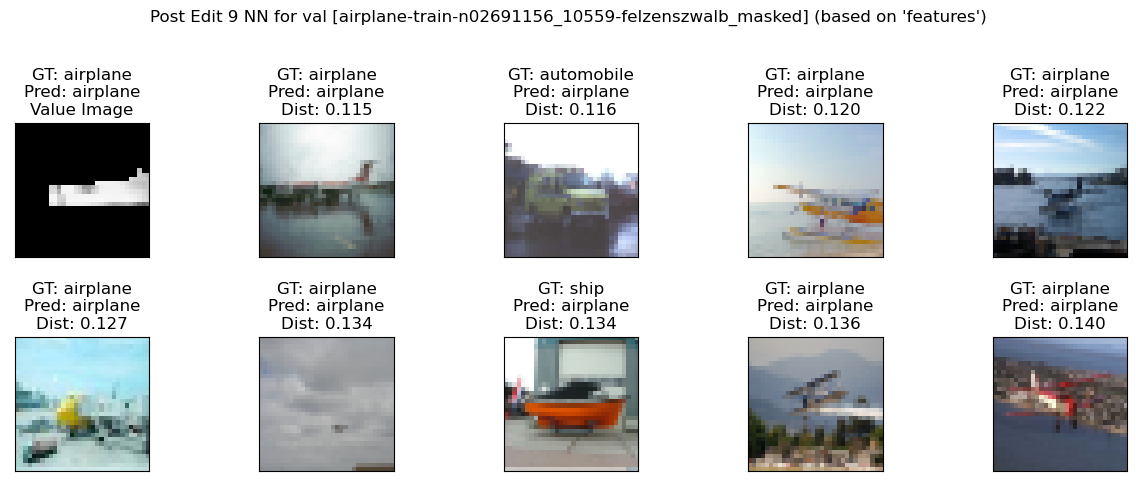 Post Edit 9 NN for val [airplane-train-n02691156_10559-felzenszwalb_masked] (based on 'features')
GT: airplane
Pred: airplane
Value Image
GT: airplane
Pred: airplane
Dist: 0.115
GT: automobile
Pred: airplane
Dist: 0.116
GT: airplane
Pred: airplane
Dist: 0.120
GT: airplane
Pred: airplane
Dist: 0.122
GT: airplane
Pred: airplane
Dist: 0.127
GT: airplane
Pred: airplane
Dist: 0.134
GT: ship
Pred: airplane
Dist: 0.134
GT: airplane
Pred: airplane
Dist: 0.136
GT: airplane
Pred: airplane
Dist: 0.140